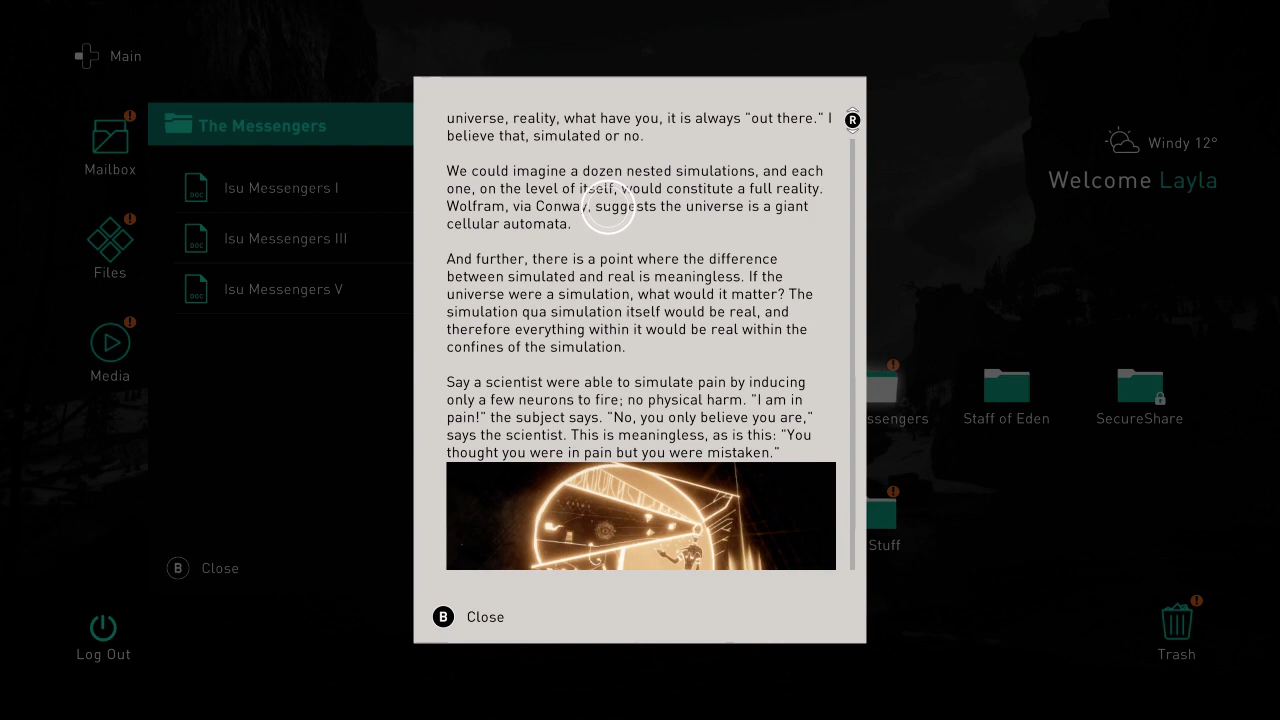 Main
Mailbox
Files
Media
Log Out
The Messengers
Isu Messengers I
DOC
Isu Messengers III
DOC
Isu Messengers V
DOC
B Close
universe, reality, what have you, it is always "out there." I
believe that, simulated or no.
We could imagine a dozen nested simulations, and each
one, on the level of itself, would constitute a full reality.
Wolfram, via Conway, suggests the universe is a giant
cellular automata.
And further, there is a point where the difference
between simulated and real is meaningless. If the
universe were a simulation, what would it matter? The
simulation qua simulation itself would be real, and
therefore everything within it would be real within the
confines of the simulation.
Say a scientist were able to simulate pain by inducing
only a few neurons to fire; no physical harm. "I am in
pain!" the subject says. "No, you only believe you are,"
says the scientist. This is meaningless, as is this: "You
thought you were in pain but you were mistaken."
R
B Close
Windy 12°
Welcome Layla
ssengers
Staff of Eden
SecureShare
Stuff
Trash